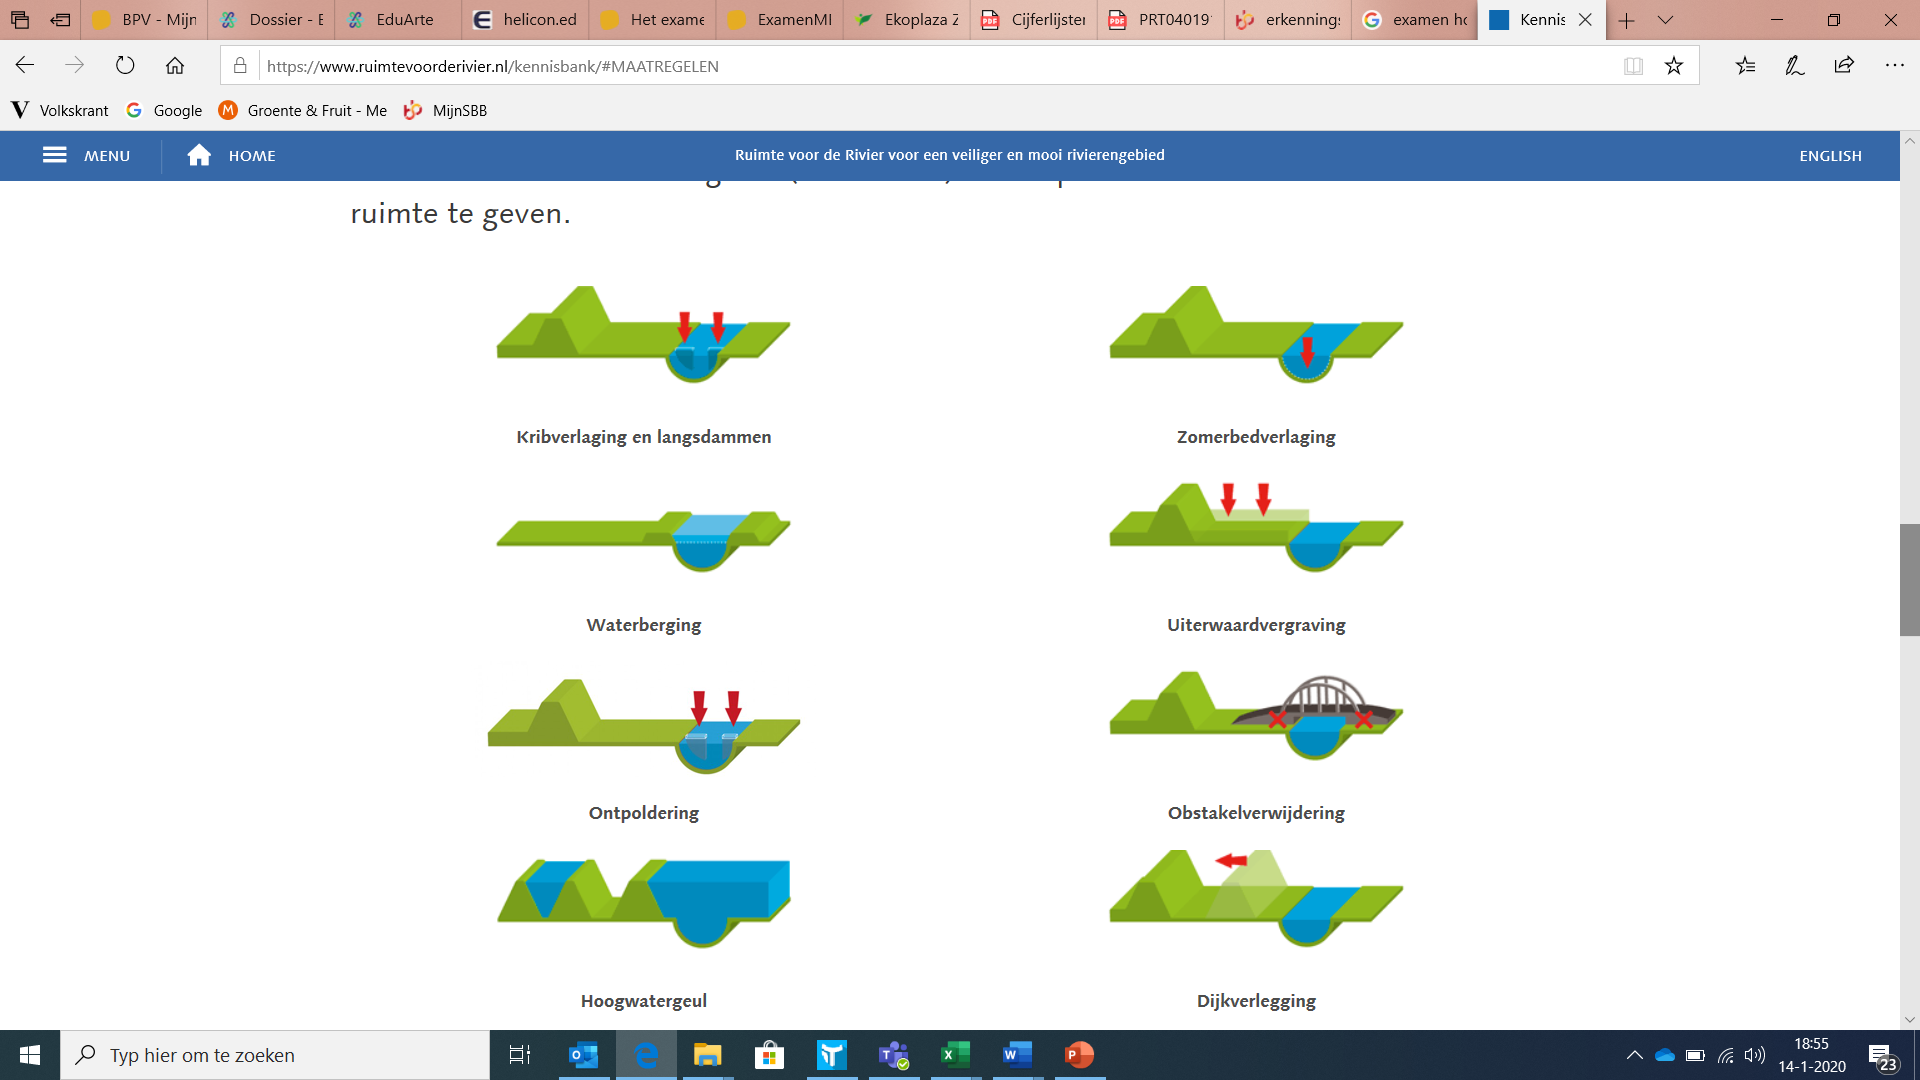 BPV - Mijn
Dossier - E
EduArte
helicon.ed
Het exame
ExamenMI
Ekoplaza Z
Cijferlijster
PRT04019
erkennings
examen ho
Kennis
https://www.ruimtevoorderivier.nl/kennisbank/#MAATREGELEN
Volkskrant
Google
Groente & Fruit - Me
MijnSBB
MENU
HOME
Ruimte voor de Rivier voor een veiliger en mooi rivierengebied
ENGLISH
ruimte te geven.
Kribverlaging en langsdammen
Zomerbedverlaging
Waterberging
Uiterwaardvergraving
Ontpoldering
Obstakelverwijdering
Hoogwatergeul
Dijkverlegging
Typ hier om te zoeken
18:55
14-1-2020
23